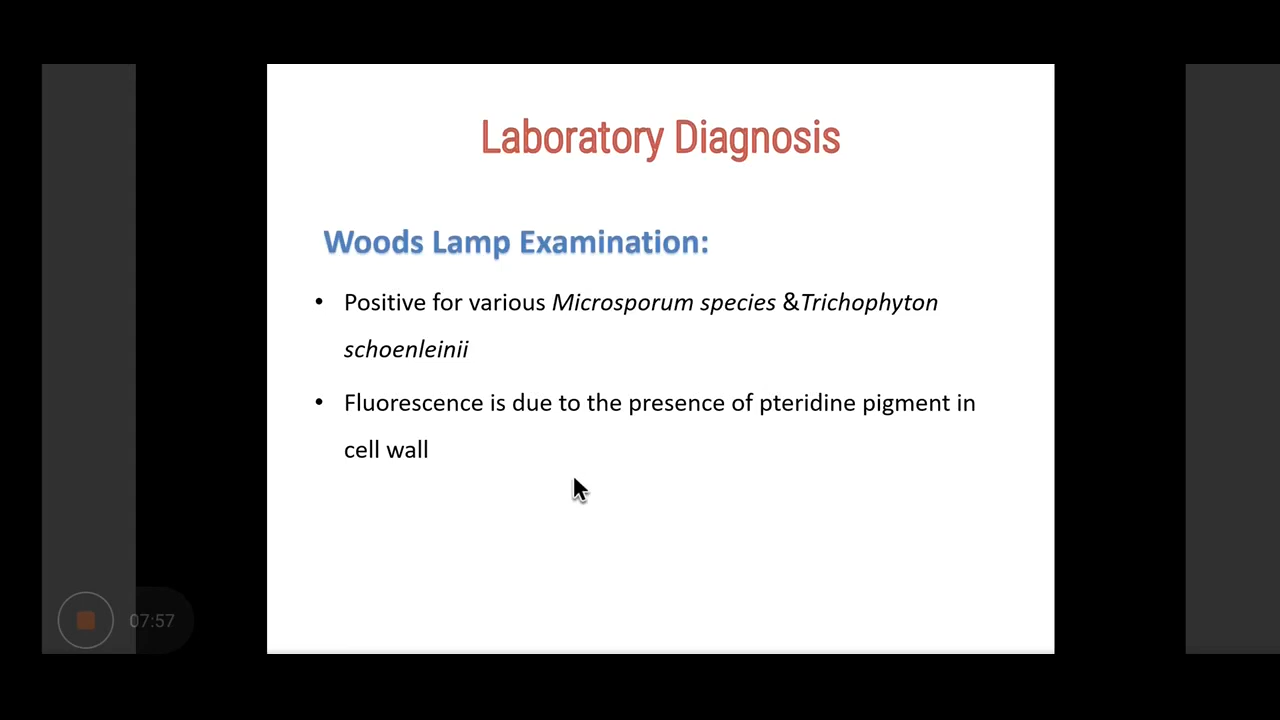 Laboratory Diagnosis
Woods Lamp Examination:
• Positive for various Microsporum species &Trichophyton
schoenleinii
• Fluorescence is due to the presence of pteridine pigment in
cell wall
07:57